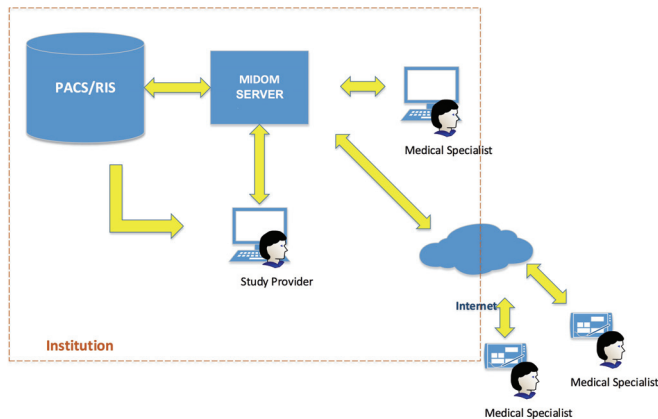 PACS/RIS
MIDOM
SERVER
Medical Specialist
Study Provider
Internet
Institution
Medical Specialist
Medical Specialist